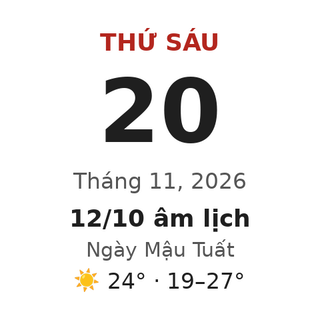 THỨ SÁU
20
Tháng 11, 2026
12/10 âm lịch
Ngày Mậu Tuất
☀️ 24° · 19–27°